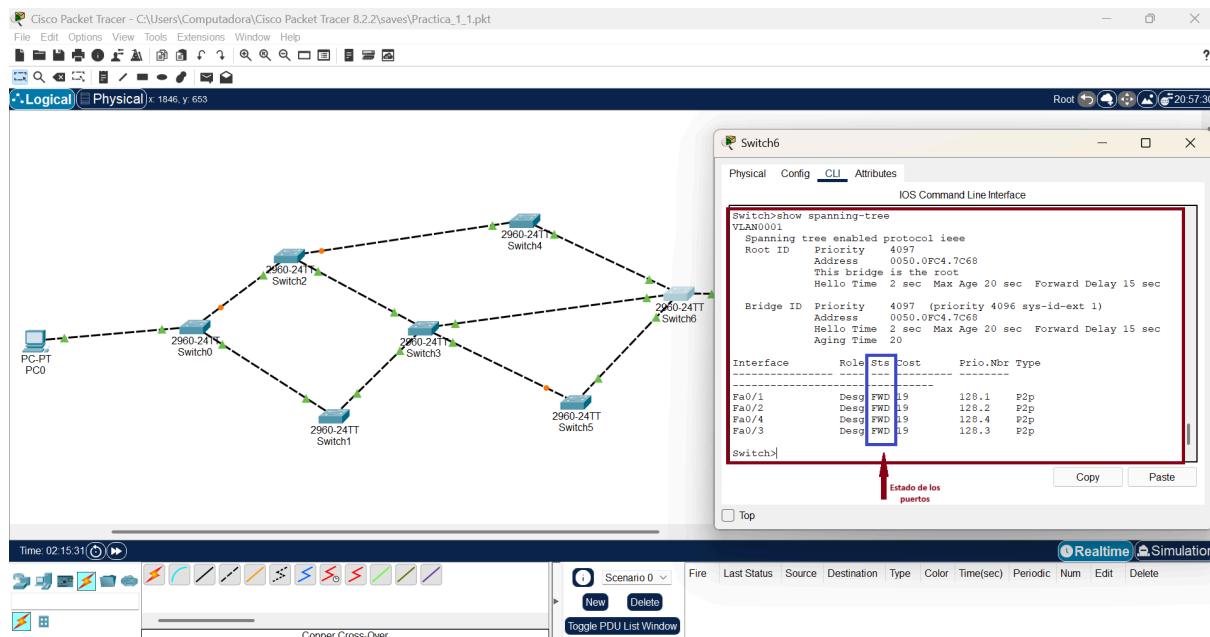 Cisco Packet Tracer - C:\Users\Computadora\Cisco Packet Tracer 8.2.2\saves\Practica_1_1.pkt
File Edit Options View Tools Extensions Window Help
?
Logical Physical x: 1846, y: 653
Root 20:57:30
Switch6
Physical Config CLI Attributes
IOS Command Line Interface
Switch>show spanning-tree
VLAN0001
Spanning tree enabled protocol ieee
Root ID Priority 4097
Address 0050.0FC4.7C68
This bridge is the root
Hello Time 2 sec Max Age 20 sec Forward Delay 15 sec
Bridge ID Priority 4097 (priority 4096 sys-id-ext 1)
Address 0050.0FC4.7C68
Hello Time 2 sec Max Age 20 sec Forward Delay 15 sec
Aging Time 20
Interface Role Sts Cost Prio.Nbr Type
---------------- ---- --- --------- -------- --------------------------------
Fa0/1 Desg FWD 19 128.1 P2p
Fa0/2 Desg FWD 19 128.2 P2p
Fa0/4 Desg FWD 19 128.4 P2p
Fa0/3 Desg FWD 19 128.3 P2p
Switch>
Estado de los
puertos
Copy Paste
Top
2960-24TT
Switch4
2960-24TT
Switch2
2960-24TT
Switch6
2960-24TT
Switch0
2960-24TT
Switch3
PC-PT
PC0
2960-24TT
Switch1
2960-24TT
Switch5
Time: 02:15:31
Realtime Simulation
Scenario 0
New Delete
Toggle PDU List Window
Fire Last Status Source Destination Type Color Time(sec) Periodic Num Edit Delete
Copper Cross-Over